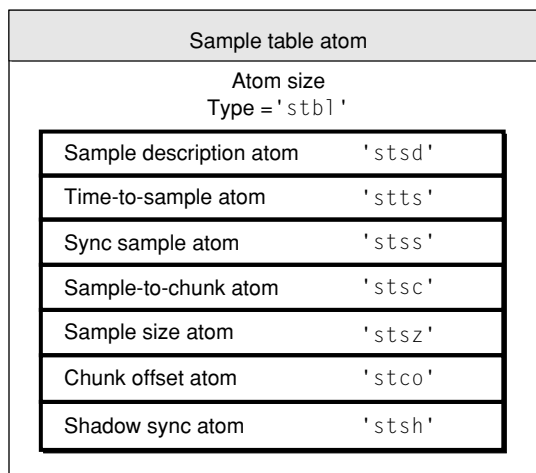 Sample table atom
Atom size
Type ='stbl'
Sample description atom 'stsd'
Time-to-sample atom 'stts'
Sync sample atom 'stss'
Sample-to-chunk atom 'stsc'
Sample size atom 'stsz'
Chunk offset atom 'stco'
Shadow sync atom 'stsh'